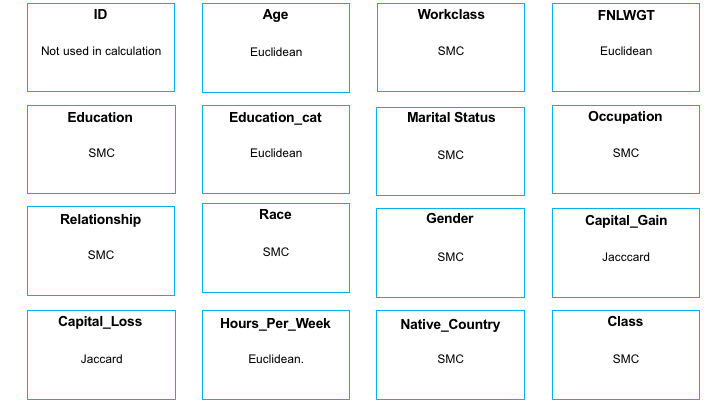 ID
Not used in calculation
Age
Euclidean
Workclass
SMC
FNLWGT
Euclidean
Education
SMC
Education_cat
Euclidean
Marital Status
SMC
Occupation
SMC
Relationship
SMC
Race
SMC
Gender
SMC
Capital_Gain
Jacccard
Capital_Loss
Jaccard
Hours_Per_Week
Euclidean.
Native_Country
SMC
Class
SMC